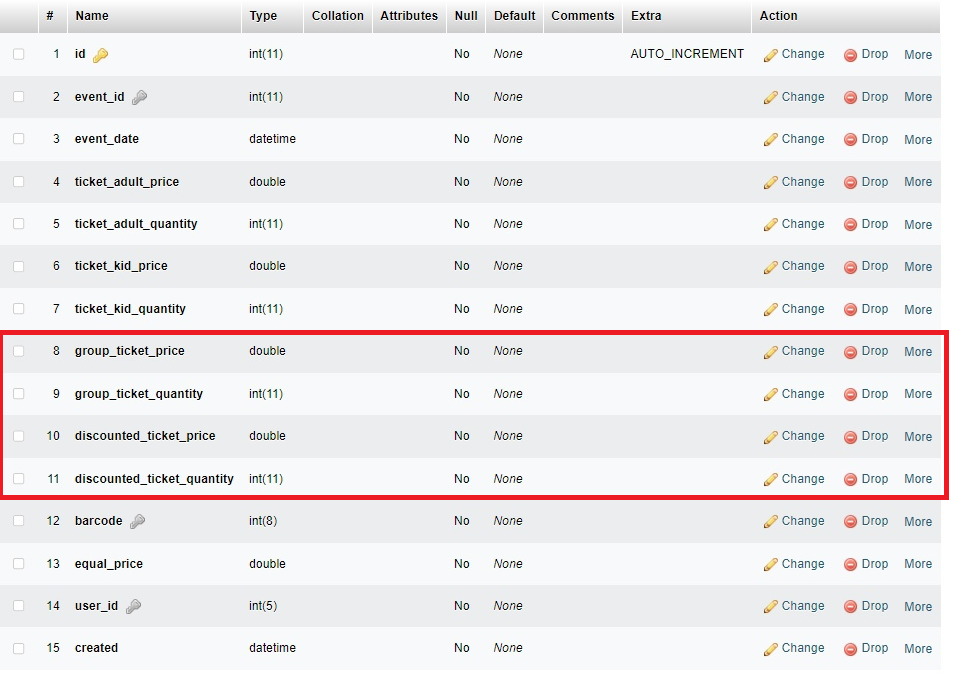 # Name Type Collation Attributes Null Default Comments Extra Action
1 id int(11) No None AUTO_INCREMENT Change Drop More
2 event_id int(11) No None Change Drop More
3 event_date datetime No None Change Drop More
4 ticket_adult_price double No None Change Drop More
5 ticket_adult_quantity int(11) No None Change Drop More
6 ticket_kid_price double No None Change Drop More
7 ticket_kid_quantity int(11) No None Change Drop More
8 group_ticket_price double No None Change Drop More
9 group_ticket_quantity int(11) No None Change Drop More
10 discounted_ticket_price double No None Change Drop More
11 discounted_ticket_quantity int(11) No None Change Drop More
12 barcode int(8) No None Change Drop More
13 equal_price double No None Change Drop More
14 user_id int(5) No None Change Drop More
15 created datetime No None Change Drop More